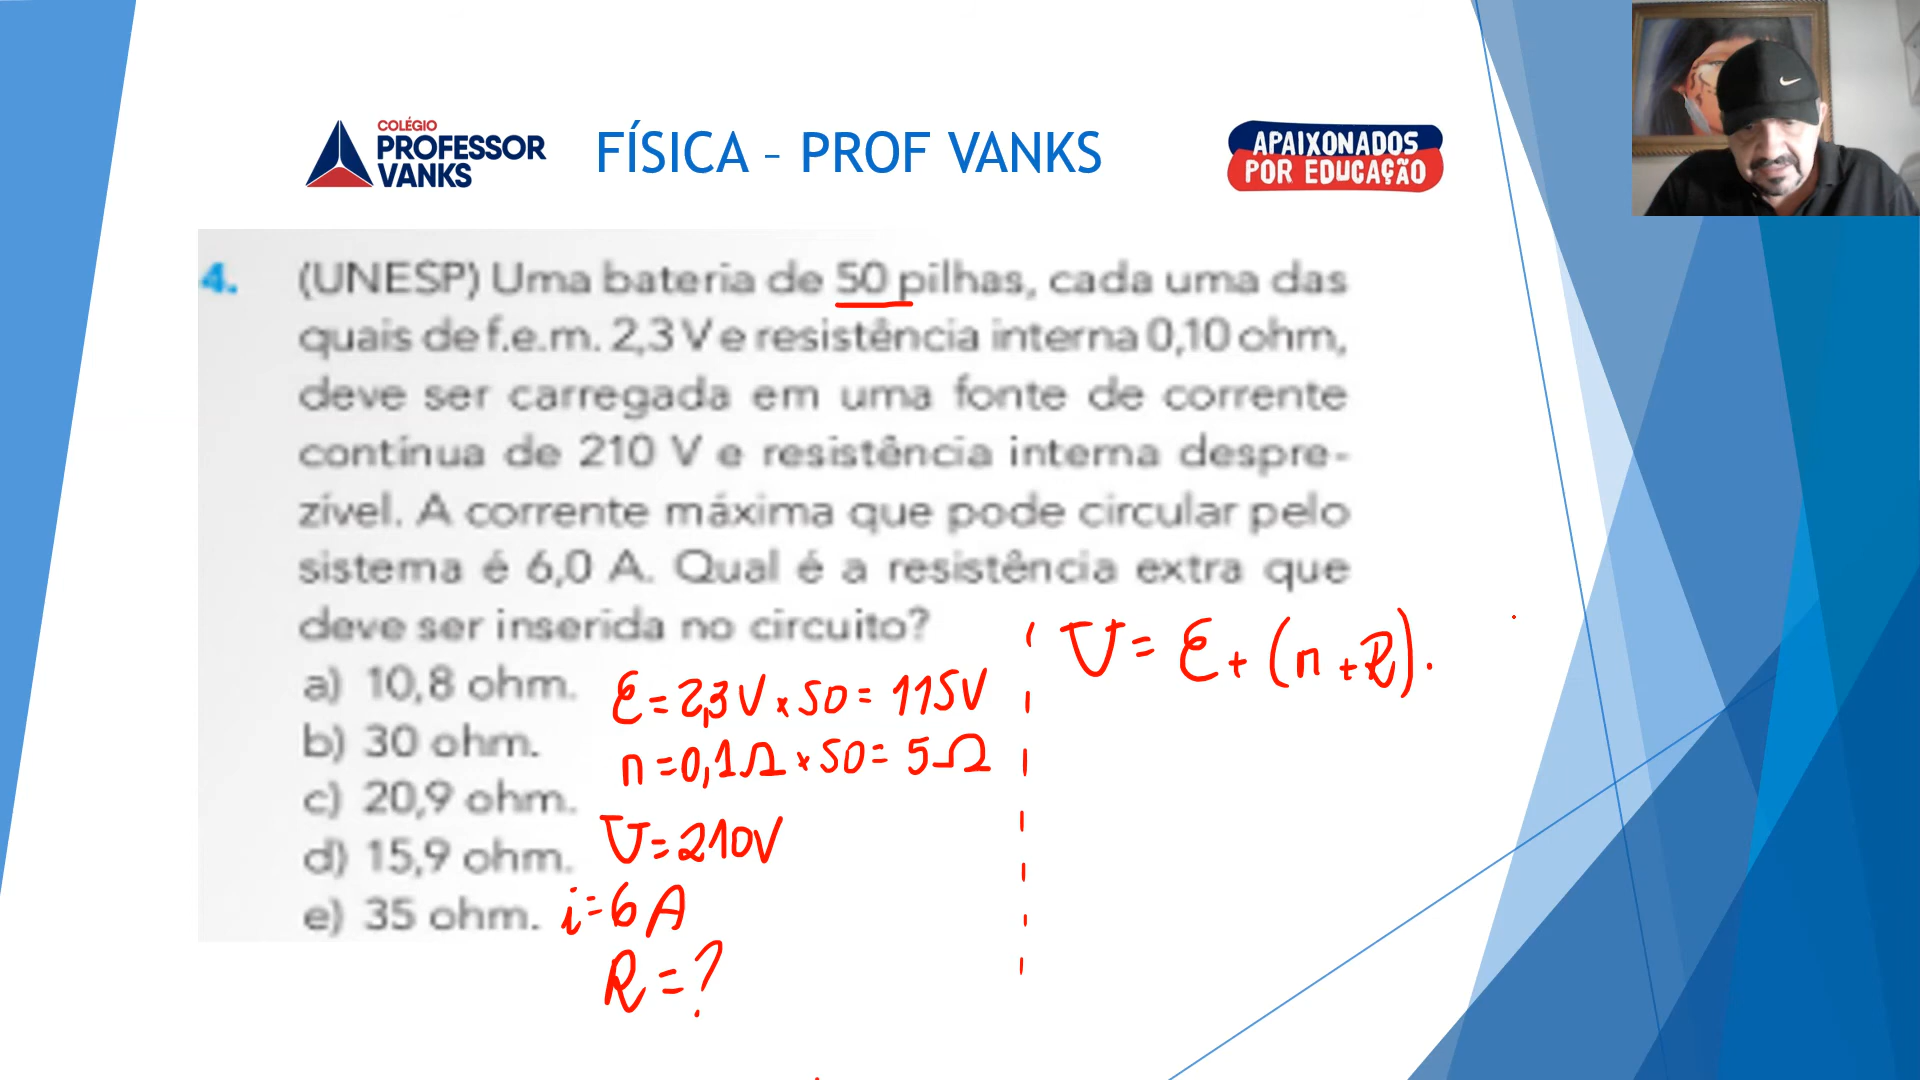 COLÉGIO
PROFESSOR
VANKS
FÍSICA – PROF VANKS
APAIXONADOS
POR EDUCAÇÃO
4. (UNESP) Uma bateria de 50 pilhas, cada uma das
quais de f.e.m. 2,3 V e resistência interna 0,10 ohm,
deve ser carregada em uma fonte de corrente
contínua de 210 V e resistência interna despre-
zível. A corrente máxima que pode circular pelo
sistema é 6,0 A. Qual é a resistência extra que
deve ser inserida no circuito?
a) 10,8 ohm.
b) 30 ohm.
c) 20,9 ohm.
d) 15,9 ohm.
e) 35 ohm.
ε = 2,3 V × 50 = 115V
r = 0,1 Ω × 50 = 5 Ω
U = 210V
i = 6 A
R = ?
U = ε + (r + R).